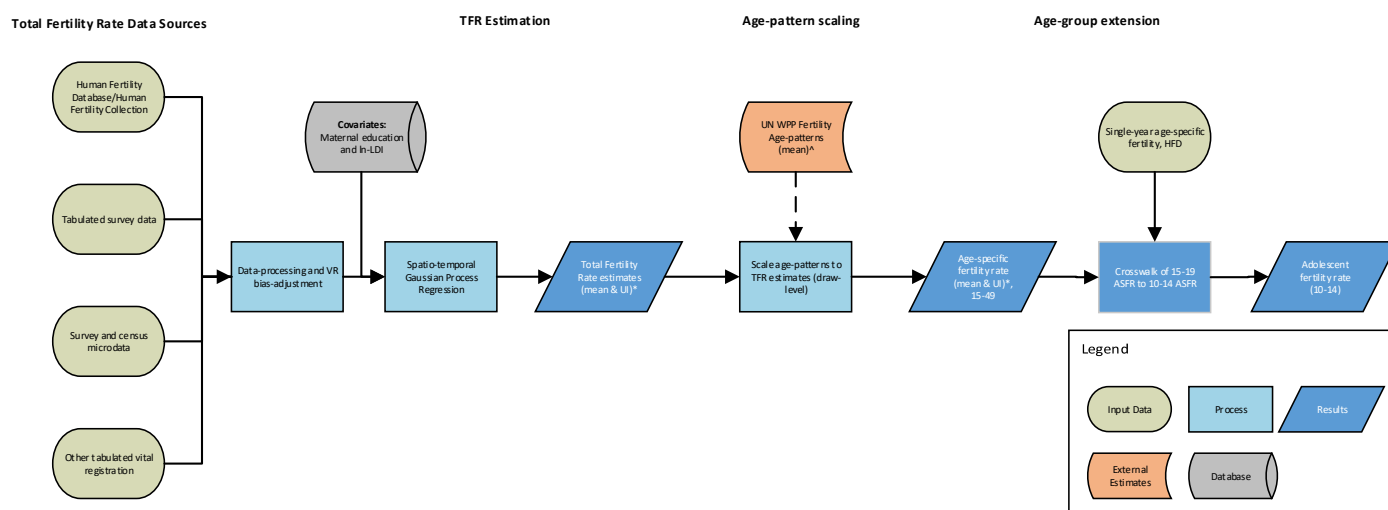 Total Fertility Rate Data Sources
TFR Estimation
Age-pattern scaling
Age-group extension
Human Fertility
Database/Human
Fertility Collection
Tabulated survey data
Survey and census
microdata
Other tabulated vital
registration
Covariates:
Maternal education
and ln-LDI
Data-processing and VR
bias-adjustment
Spatio-temporal
Gaussian Process
Regression
Total Fertility
Rate estimates
(mean & UI)*
UN WPP Fertility
Age-patterns
(mean)^
Scale age-patterns to
TFR estimates (draw-
level)
Age-specific
fertility rate
(mean & UI)*,
15-49
Single-year age-specific
fertility, HFD
Crosswalk of 15-19
ASFR to 10-14 ASFR
Adolescent
fertility rate
(10-14)
Legend
Input Data
Process
Results
External
Estimates
Database